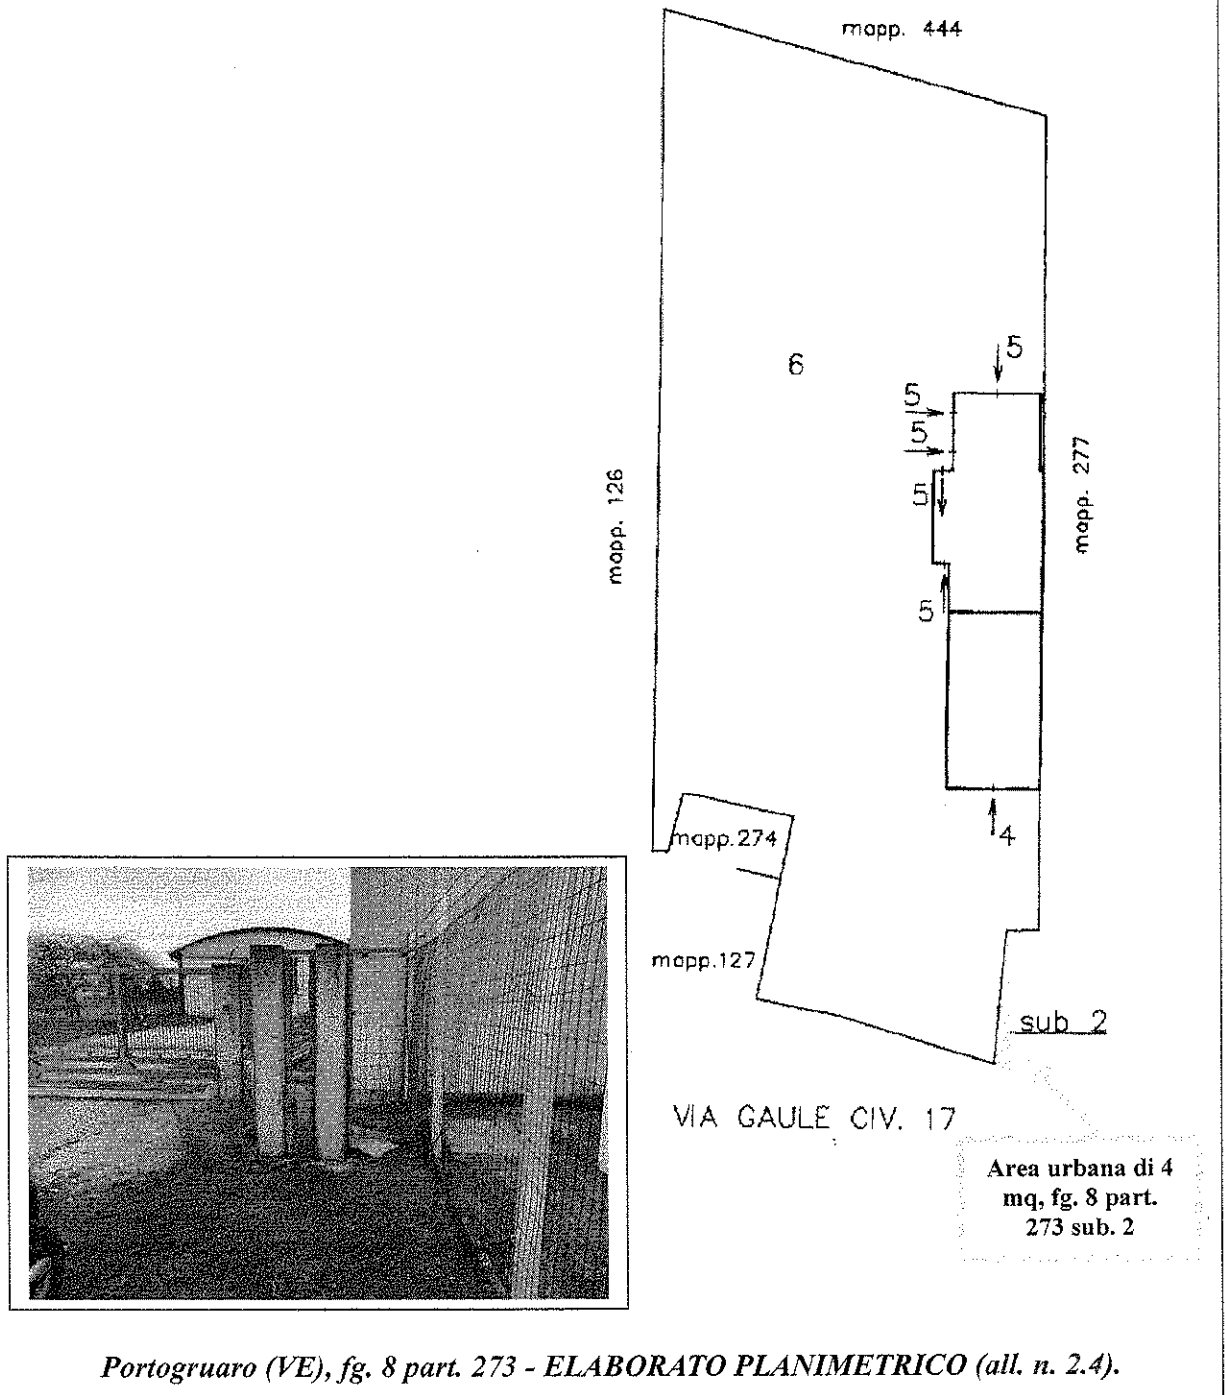 mapp. 444
6
5
5
5
5
5
mapp. 126
mapp. 277
4
mapp.274
mapp.127
sub 2
VIA GAULE CIV. 17
Area urbana di 4
mq, fg. 8 part.
273 sub. 2
Portogruaro (VE), fg. 8 part. 273 - ELABORATO PLANIMETRICO (all. n. 2.4).